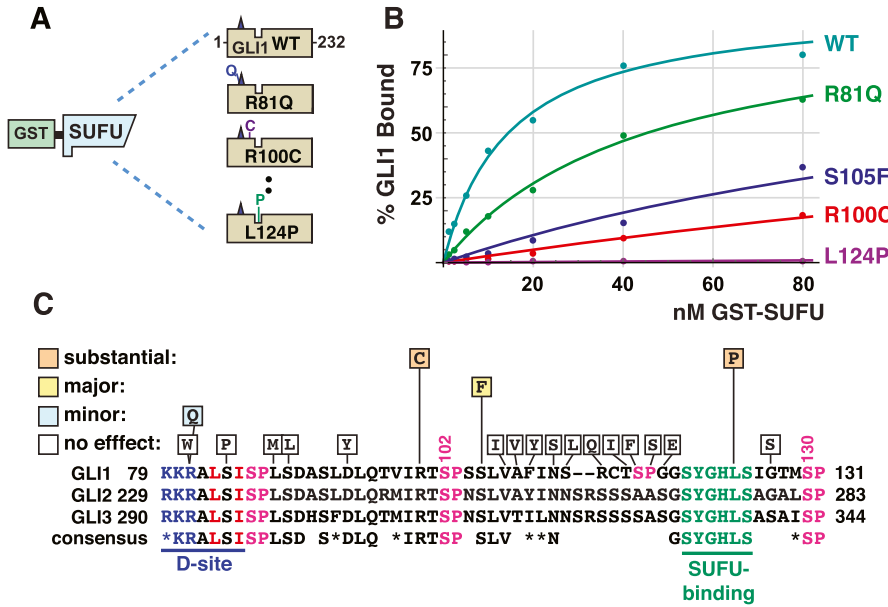 A
GST
SUFU
1
GLI1 WT
232
Q
R81Q
C
R100C
P
L124P
B
% GLI1 Bound
75
50
25
20
40
60
80
nM GST-SUFU
WT
R81Q
S105F
R100C
L124P
C
substantial:
major:
minor:
no efffect:
C
P
F
Q
W P M L Y I V Y S L Q I F S E S
102
130
GLI1 79 KKRALSISPLSDASLDLQTVIRTSPSSLVAFINS--RCTSPGGSYGHLSIGTMSP 131
GLI2 229 RKRALSISPLSDASLDLQRMIRTSPNSLVAYINNSRSSSAASGSYGHLSAGALSP 283
GLI3 290 RKRALSISPLSDHSFDLQTMIRTSPNSLVTILNNSRSSSSASGSYGHLSASAISP 344
consensus *KRALSISPLSD S*DLQ *IRTSP SLV **N GSYGHLS *SP
D-site
SUFU-
binding